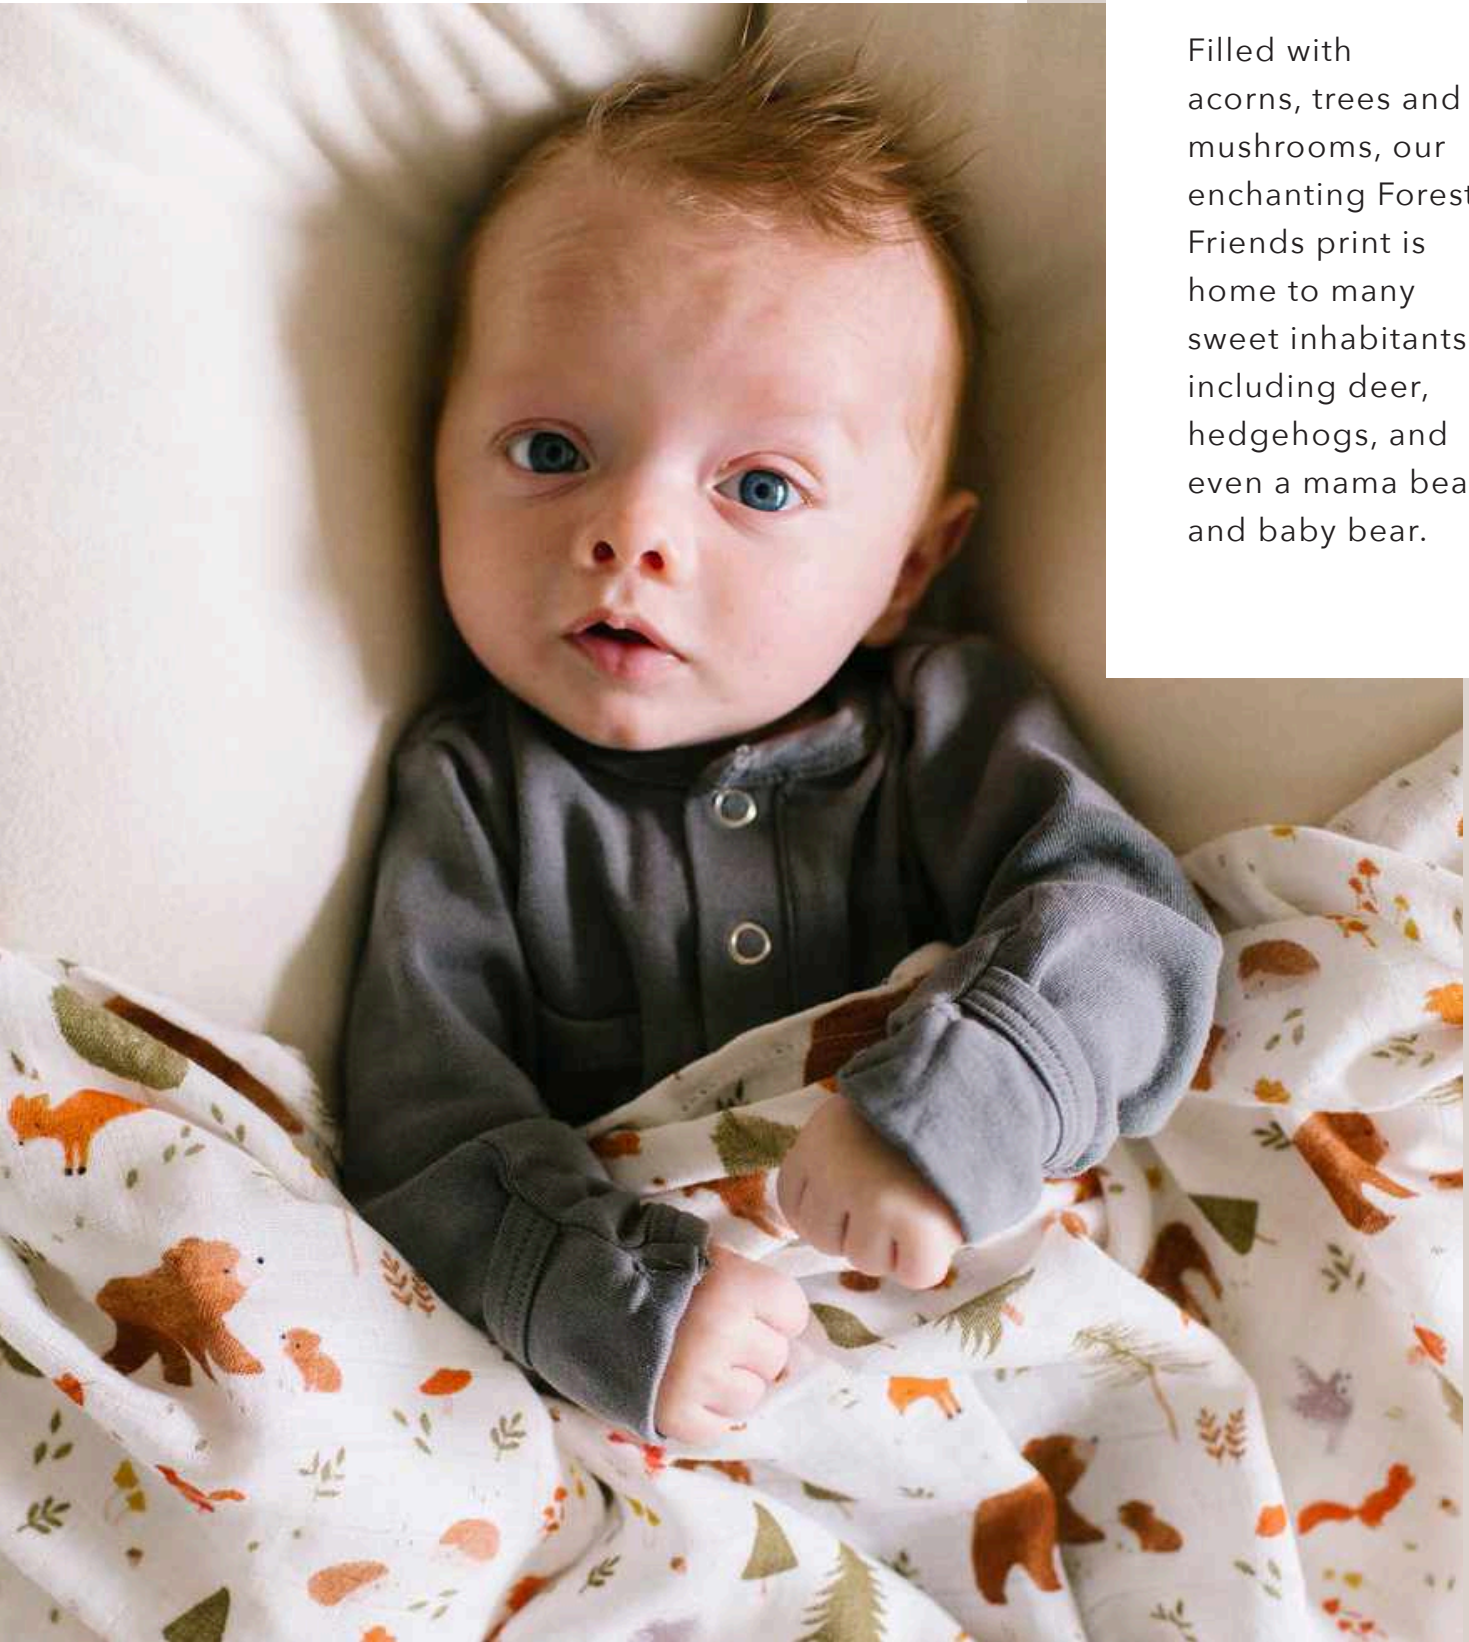 Filled with
acorns, trees and
mushrooms, our
enchanting Forest
Friends print is
home to many
sweet inhabitants
including deer,
hedgehogs, and
even a mama bea
and baby bear.